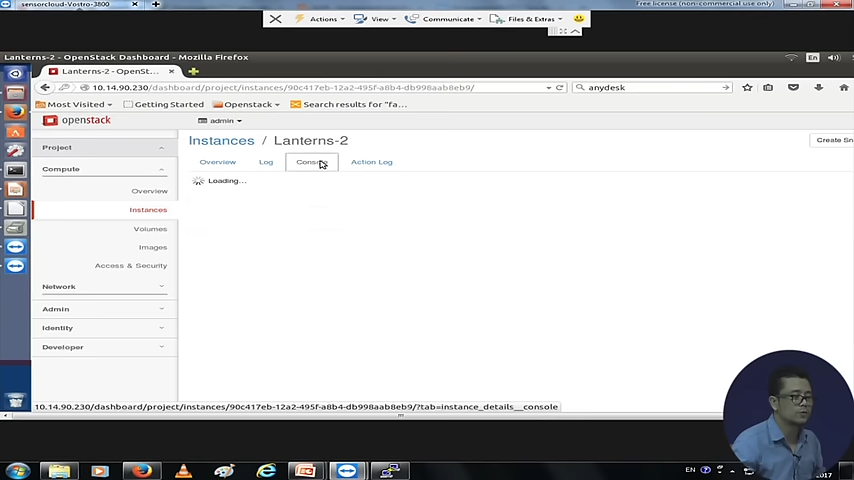 sensorcloud-Vostro-3800
Free license (non-commercial use only)
Actions
View
Communicate
Files & Extras
Lanterns-2 - OpenStack Dashboard - Mozilla Firefox
En
Lanterns-2 - OpenSt...
10.14.90.230/dashboard/project/instances/90c417eb-12a2-495f-a8b4-db998aab8eb9/
anydesk
Most Visited
Getting Started
Openstack
Search results for "fa...
openstack
admin
Project
Compute
Overview
Instances
Volumes
Images
Access & Security
Network
Admin
Identity
Developer
Instances / Lanterns-2
Create Sn
Overview
Log
Console
Action Log
Loading...
10.14.90.230/dashboard/project/instances/90c417eb-12a2-495f-a8b4-db998aab8eb9/?tab=instance_details__console
EN